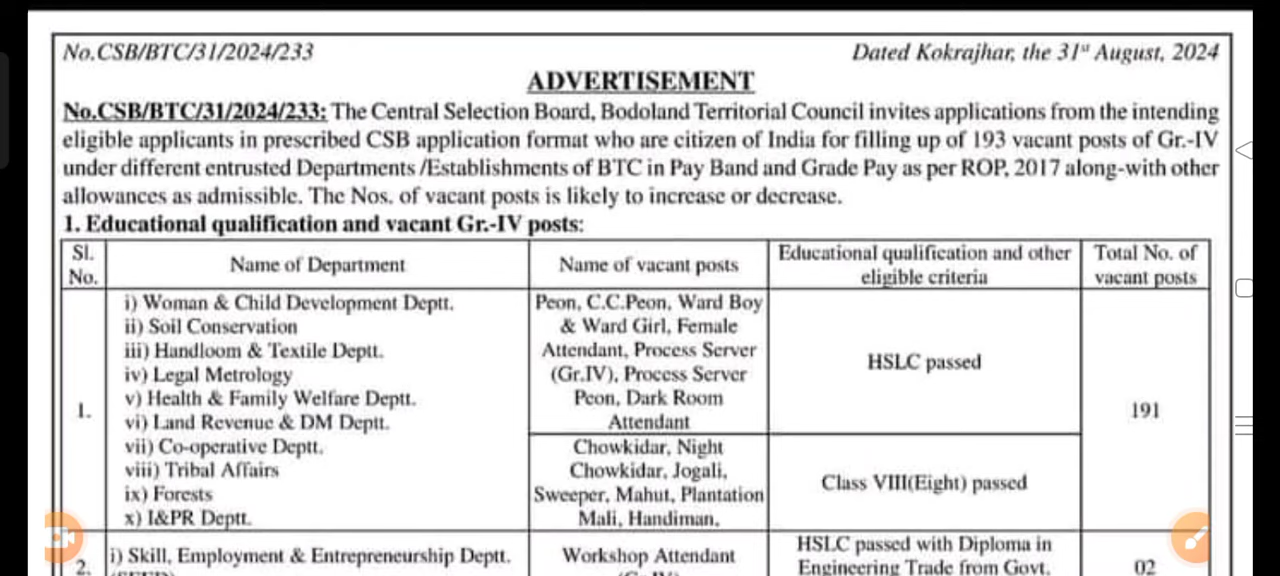 No.CSB/BTC/31/2024/233 Dated Kokrajhar, the 31st August, 2024
ADVERTISEMENT
No.CSB/BTC/31/2024/233: The Central Selection Board, Bodoland Territorial Council invites applications from the intending
eligible applicants in prescribed CSB application format who are citizen of India for filling up of 193 vacant posts of Gr.-IV
under different entrusted Departments /Establishments of BTC in Pay Band and Grade Pay as per ROP, 2017 along-with other
allowances as admissible. The Nos. of vacant posts is likely to increase or decrease.
1. Educational qualification and vacant Gr.-IV posts:
Sl. No.
Name of Department
Name of vacant posts
Educational qualification and other
eligible criteria
Total No. of
vacant posts
1.
i) Woman & Child Development Deptt.
ii) Soil Conservation
iii) Handloom & Textile Deptt.
iv) Legal Metrology
v) Health & Family Welfare Deptt.
vi) Land Revenue & DM Deptt.
vii) Co-operative Deptt.
viii) Tribal Affairs
ix) Forests
x) I&PR Deptt.
Peon, C.C.Peon, Ward Boy
& Ward Girl, Female
Attendant, Process Server
(Gr.IV), Process Server
Peon, Dark Room
Attendant
HSLC passed
Chowkidar, Night
Chowkidar, Jogali,
Sweeper, Mahut, Plantation
Mali, Handiman,
Class VIII(Eight) passed
191
2.
i) Skill, Employment & Entrepreneurship Deptt.
Workshop Attendant
HSLC passed with Diploma in
Engineering Trade from Govt.
02